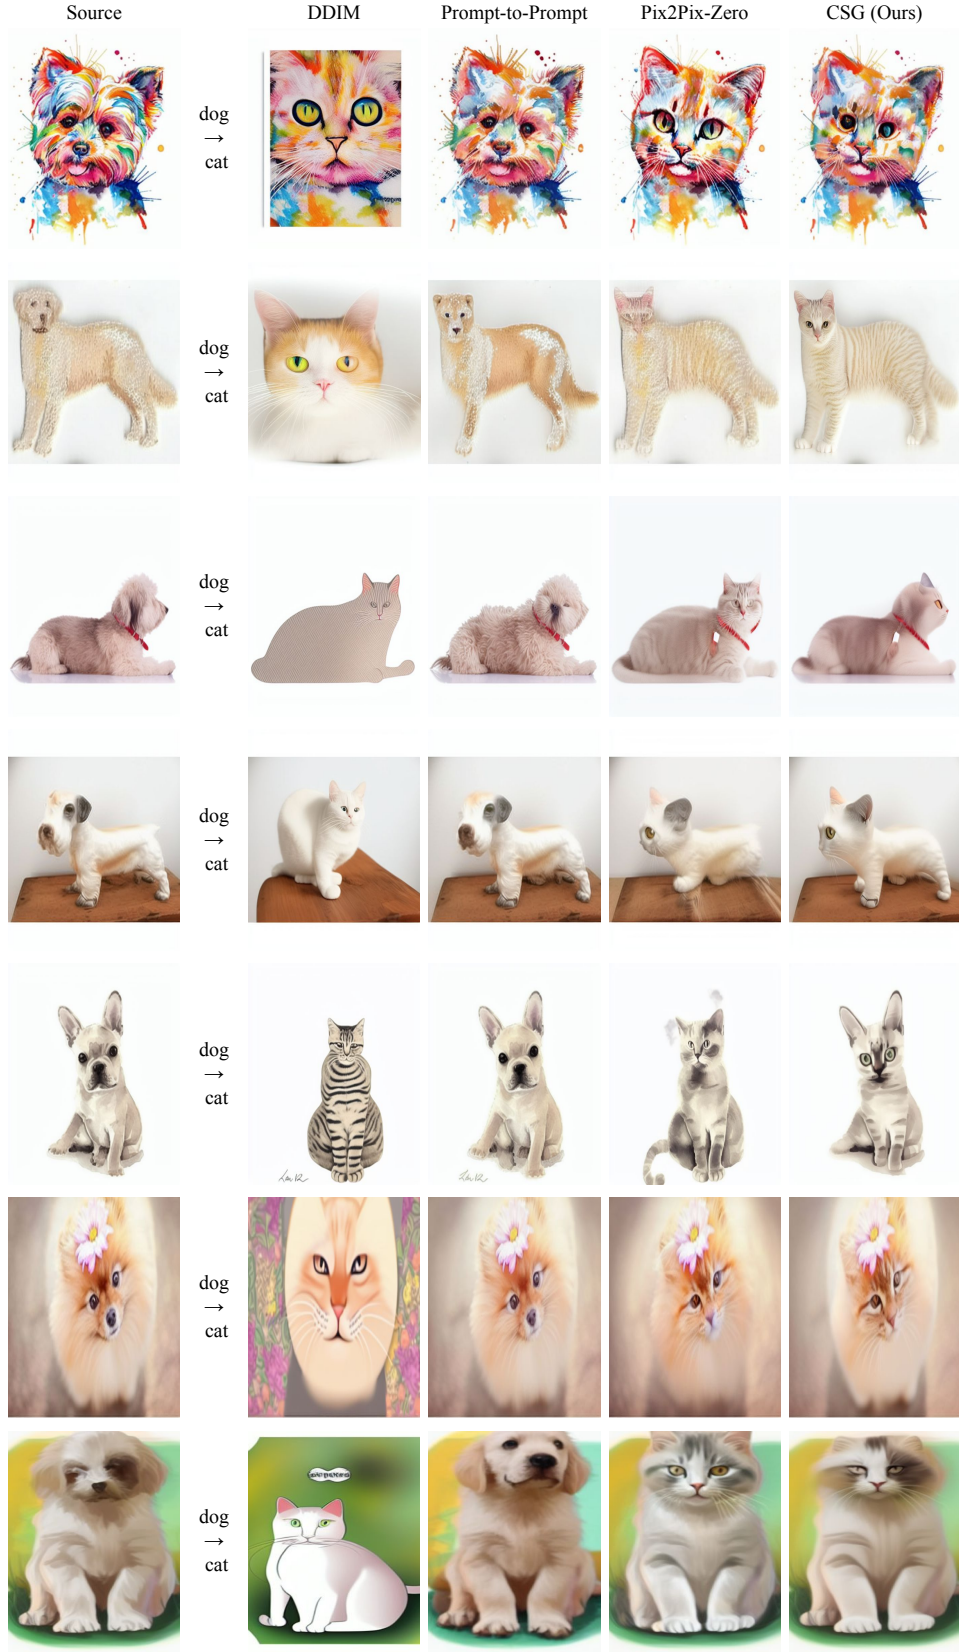 Source DDIM Prompt-to-Prompt Pix2Pix-Zero CSG (Ours)
dog
→
cat
dog
→
cat
dog
→
cat
dog
→
cat
dog
→
cat
dog
→
cat
dog
→
cat